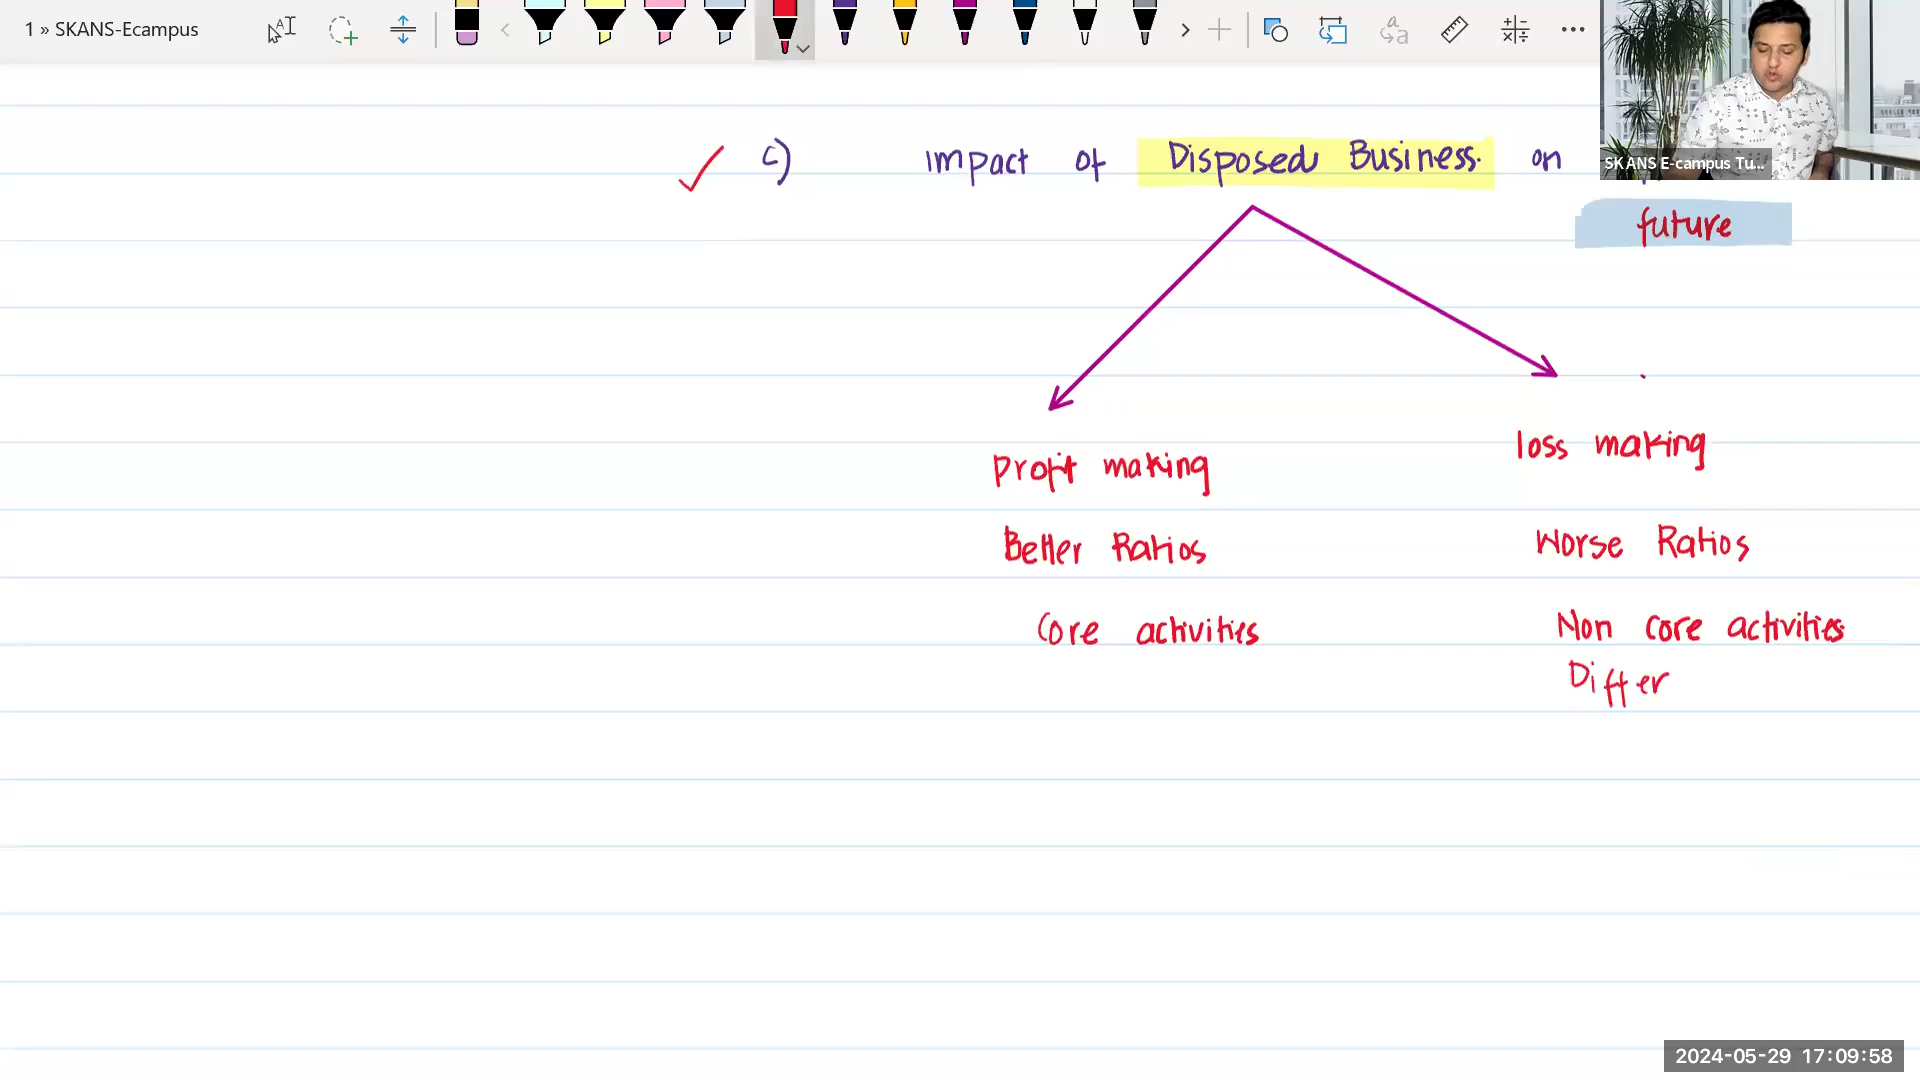 1 » SKANS-Ecampus
SKANS E-campus Tu...
c) impact of Disposed Business. on
future
Profit making
loss making
Better Ratios
Worse Ratios
Core activities
Non core activities
Differ
2024-05-29 17:09:58